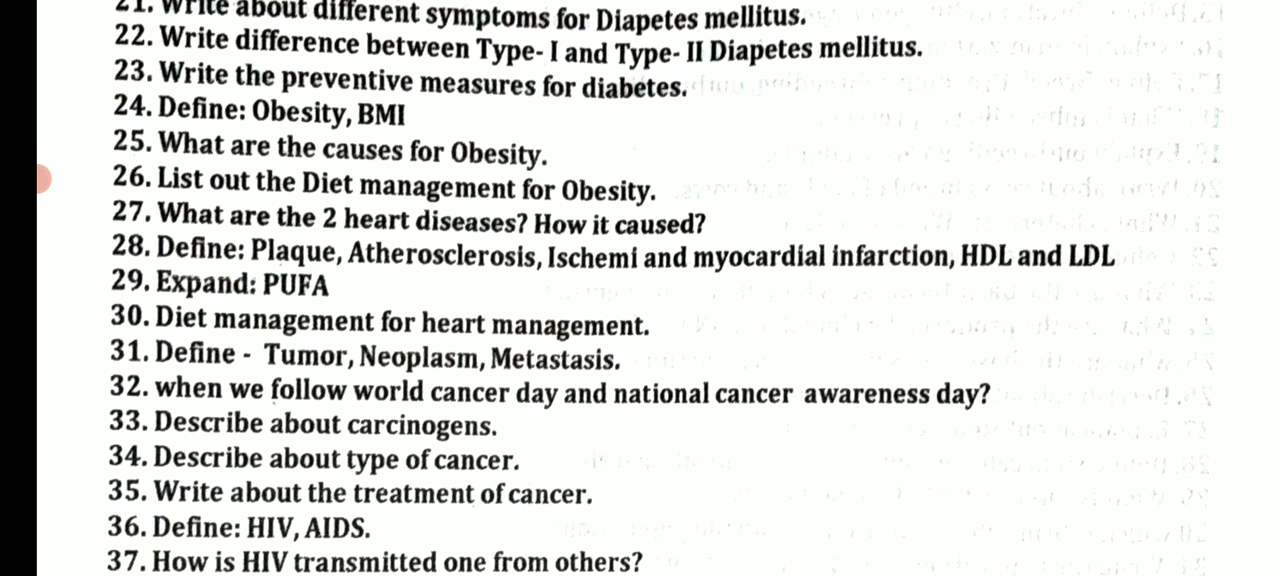 21. Write about different symptoms for Diapetes mellitus.
22. Write difference between Type- I and Type- II Diapetes mellitus.
23. Write the preventive measures for diabetes.
24. Define: Obesity, BMI
25. What are the causes for Obesity.
26. List out the Diet management for Obesity.
27. What are the 2 heart diseases? How it caused?
28. Define: Plaque, Atherosclerosis, Ischemi and myocardial infarction, HDL and LDL
29. Expand: PUFA
30. Diet management for heart management.
31. Define - Tumor, Neoplasm, Metastasis.
32. when we follow world cancer day and national cancer awareness day?
33. Describe about carcinogens.
34. Describe about type of cancer.
35. Write about the treatment of cancer.
36. Define: HIV, AIDS.
37. How is HIV transmitted one from others?